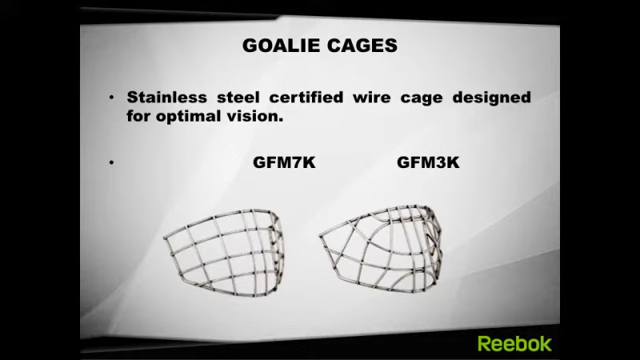 GOALIE CAGES
• Stainless steel certified wire cage designed
for optimal vision.
• GFM7K GFM3K
Reebok